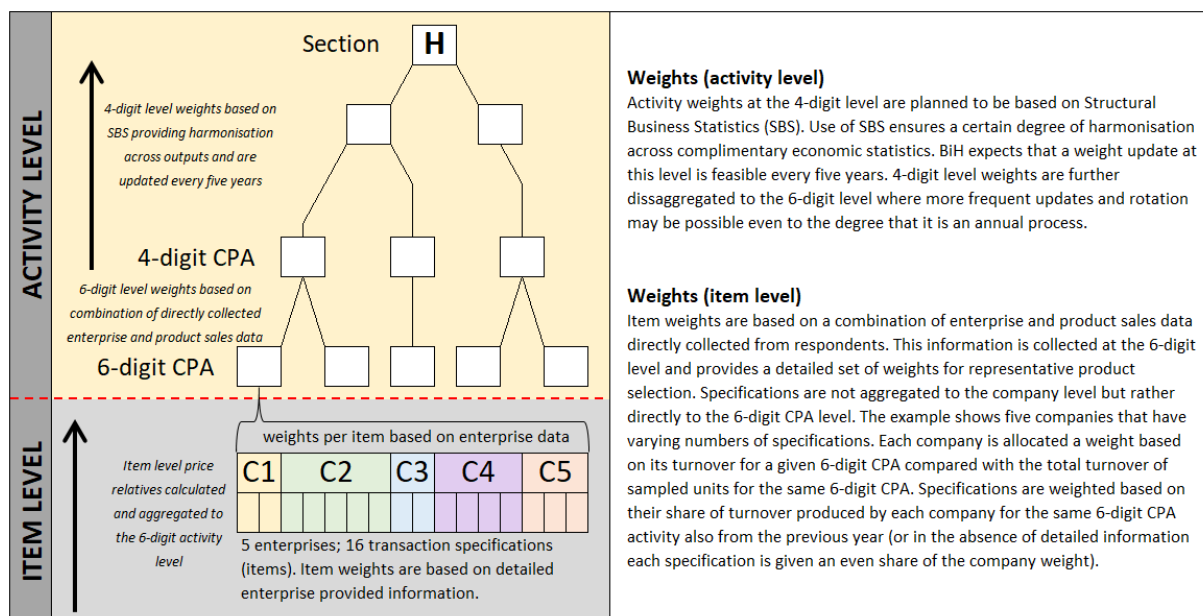 ACTIVITY LEVEL
Section
H
4-digit level weights based on
SBS providing harmonisation
across outputs and are
updated every five years
4-digit CPA
6-digit level weights based on
combination of directly collected
enterprise and product sales data
6-digit CPA
ITEM LEVEL
weights per item based on enterprise data
C1 C2 C3 C4 C5
Item level price
relatives calculated
and aggregated to
the 6-digit activity
level
5 enterprises; 16 transaction specifications
(items). Item weights are based on detailed
enterprise provided information.
Weights (activity level)
Activity weights at the 4-digit level are planned to be based on Structural
Business Statistics (SBS). Use of SBS ensures a certain degree of harmonisation
across complimentary economic statistics. BiH expects that a weight update at
this level is feasible every five years. 4-digit level weights are further
dissaggregated to the 6-digit level where more frequent updates and rotation
may be possible even to the degree that it is an annual process.
Weights (item level)
Item weights are based on a combination of enterprise and product sales data
directly collected from respondents. This information is collected at the 6-digit
level and provides a detailed set of weights for representative product
selection. Specifications are not aggregated to the company level but rather
directly to the 6-digit CPA level. The example shows five companies that have
varying numbers of specifications. Each company is allocated a weight based
on its turnover for a given 6-digit CPA compared with the total turnover of
sampled units for the same 6-digit CPA. Specifications are weighted based on
their share of turnover produced by each company for the same 6-digit CPA
activity also from the previous year (or in the absence of detailed information
each specification is given an even share of the company weight).